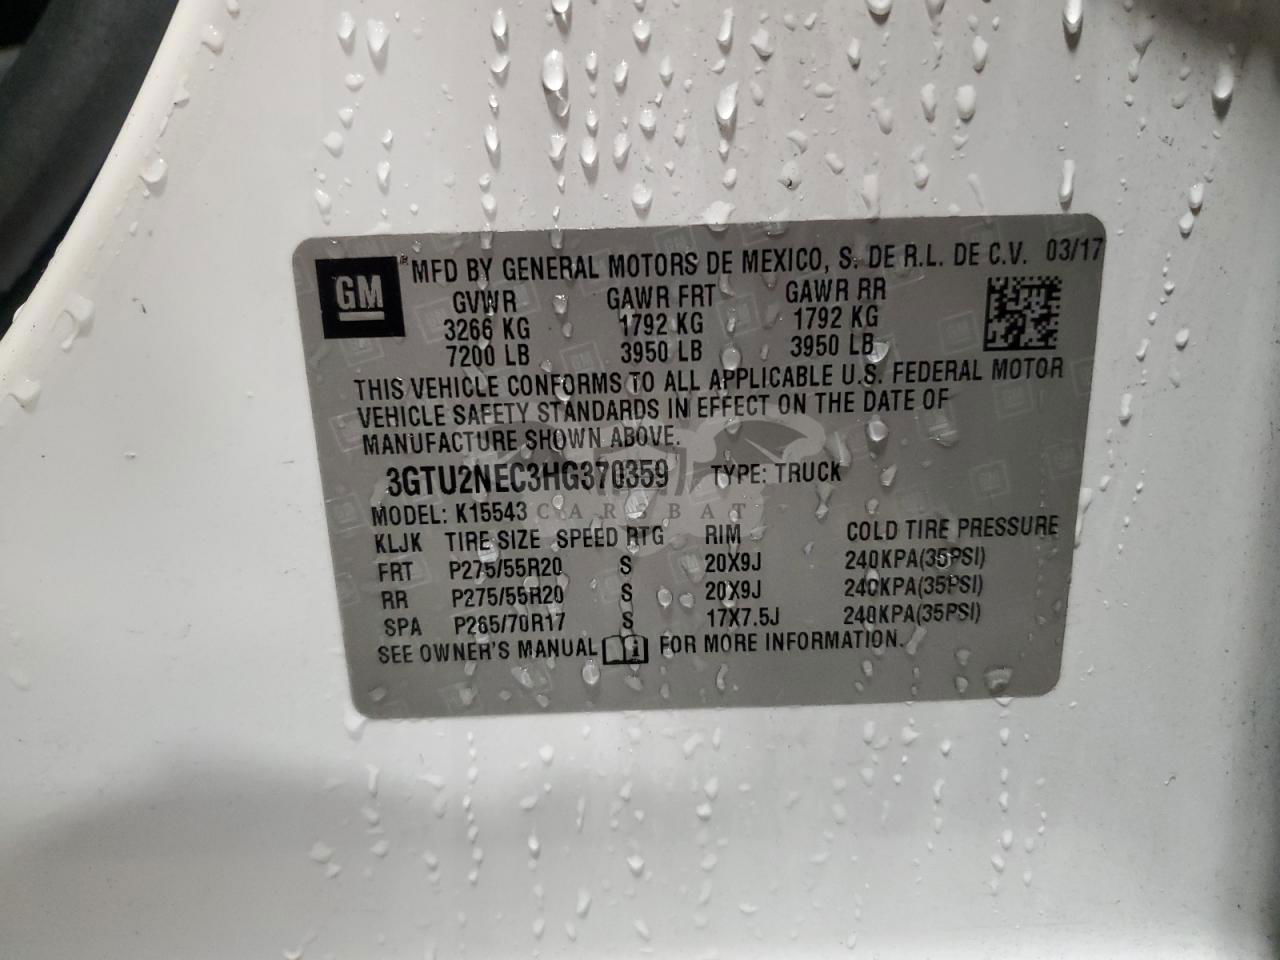 GM
MFD BY GENERAL MOTORS DE MEXICO, S. DE R.L. DE C.V. 03/17
GVWR GAWR FRT GAWR RR
3266 KG 1792 KG 1792 KG
7200 LB 3950 LB 3950 LB
THIS VEHICLE CONFORMS TO ALL APPLICABLE U.S. FEDERAL MOTOR
VEHICLE SAFETY STANDARDS IN EFFECT ON THE DATE OF
MANUFACTURE SHOWN ABOVE.
3GTU2NEC3HG370359 TYPE: TRUCK
MODEL: K15543
CARSBAT
KLJK TIRE SIZE SPEED RTG RIM COLD TIRE PRESSURE
FRT P275/55R20 S 20X9J 240KPA(35PSI)
RR P275/55R20 S 20X9J 240KPA(35PSI)
SPA P265/70R17 S 17X7.5J 240KPA(35PSI)
SEE OWNER'S MANUAL FOR MORE INFORMATION.